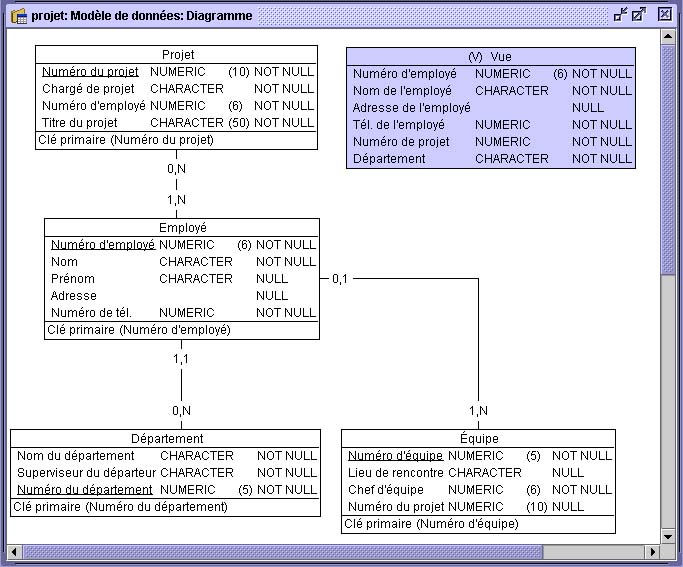 projet: Modèle de données: Diagramme
Projet
Numéro du projet NUMERIC (10) NOT NULL
Chargé de projet CHARACTER NOT NULL
Numéro d'employé NUMERIC (6) NOT NULL
Titre du projet CHARACTER (50) NOT NULL
Clé primaire (Numéro du projet)
(V) Vue
Numéro d'employé NUMERIC (6) NOT NULL
Nom de l'employé CHARACTER NOT NULL
Adresse de l'employé NULL
Tél. de l'employé NUMERIC NOT NULL
Numéro de projet NUMERIC NOT NULL
Département CHARACTER NOT NULL
0,N
1,N
Employé
Numéro d'employé NUMERIC (6) NOT NULL
Nom CHARACTER NOT NULL
Prénom CHARACTER NULL
Adresse NULL
Numéro de tél. NUMERIC NOT NULL
Clé primaire (Numéro d'employé)
0,1
1,1
0,N
1,N
Département
Nom du département CHARACTER NOT NULL
Superviseur du départeur CHARACTER NOT NULL
Numéro du département NUMERIC (5) NOT NULL
Clé primaire (Numéro du département)
Équipe
Numéro d'équipe NUMERIC (5) NOT NULL
Lieu de rencontre CHARACTER NULL
Chef d'équipe NUMERIC (6) NOT NULL
Numéro du projet NUMERIC (10) NULL
Clé primaire (Numéro d'équipe)